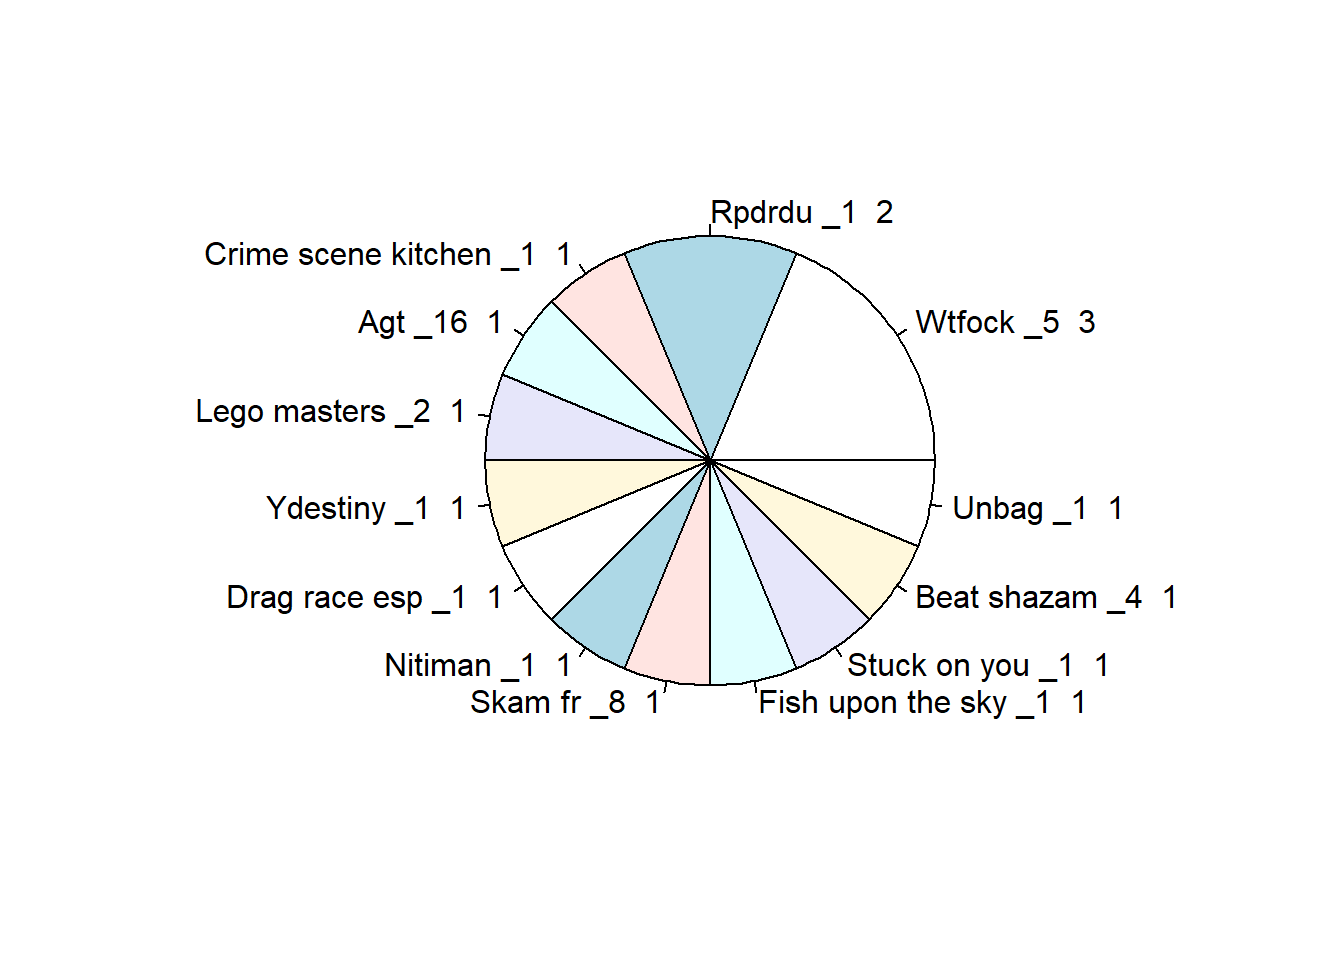 Rpdrdu _1  2
Crime scene kitchen _1  1
Wtfock _5  3
Agt _16  1
Lego masters _2  1
Ydestiny _1  1
Unbag _1  1
Drag race esp _1  1
Beat shazam _4  1
Nitiman _1  1
Stuck on you _1  1
Skam fr _8  1
Fish upon the sky _1  1